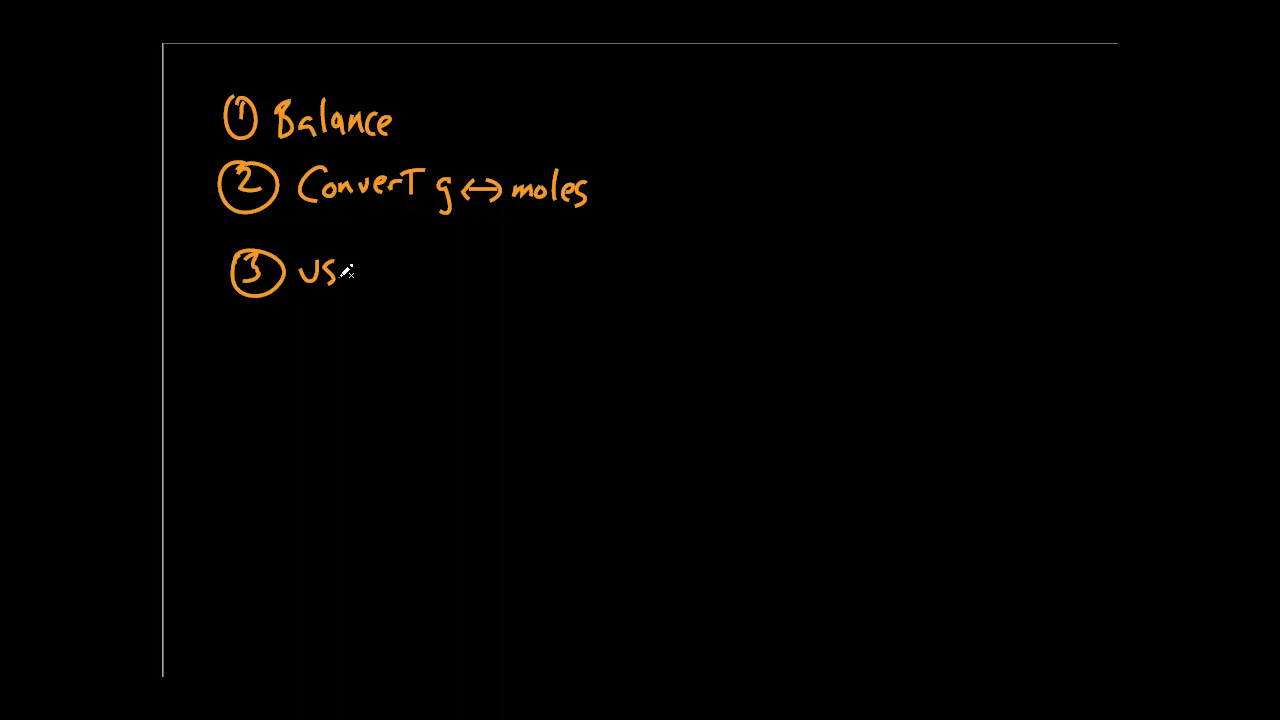 ① Balance
② Convert g ↔ moles
③ us